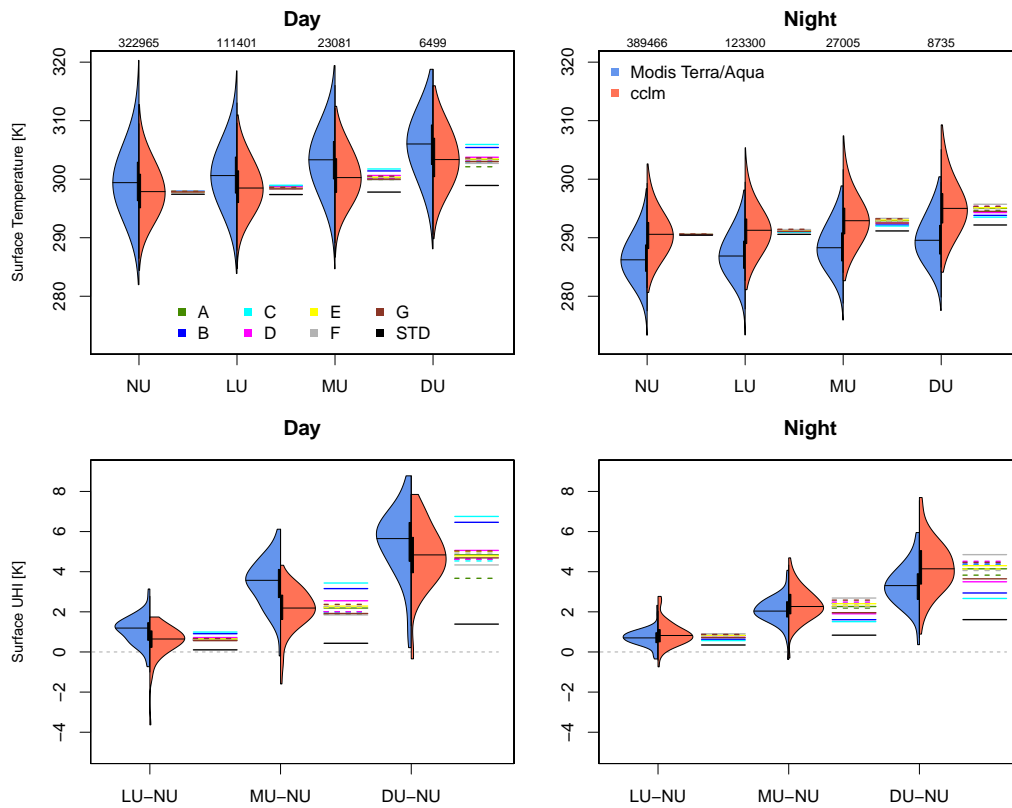 Day
322965 111401 23081 6499
Surface Temperature [K]
320
310
300
290
280
A C E G
B D F STD
NU LU MU DU
Night
389466 123300 27005 8735
Modis Terra/Aqua
cclm
320
310
300
290
280
NU LU MU DU
Day
Surface UHI [K]
8
6
4
2
0
−2
−4
LU−NU MU−NU DU−NU
Night
8
6
4
2
0
−2
−4
LU−NU MU−NU DU−NU